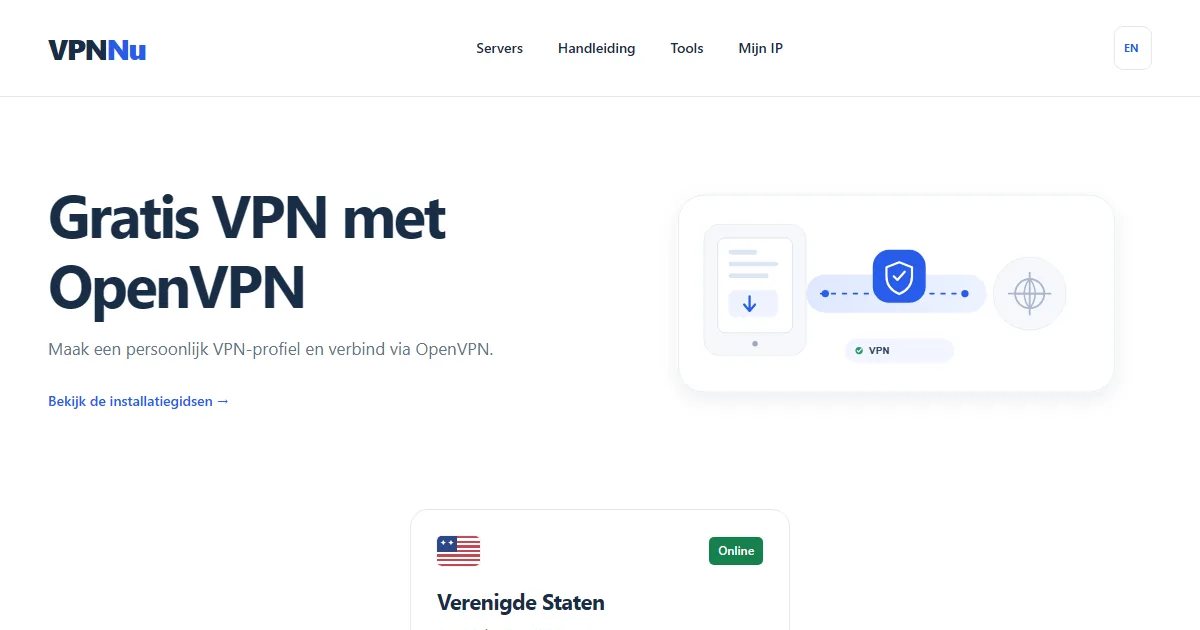 VPNNu
Servers
Handleiding
Tools
Mijn IP
EN
Gratis VPN met
OpenVPN
Maak een persoonlijk VPN-profiel en verbind via OpenVPN.
Bekijk de installatiegidsen →
VPN
Online
Verenigde Staten